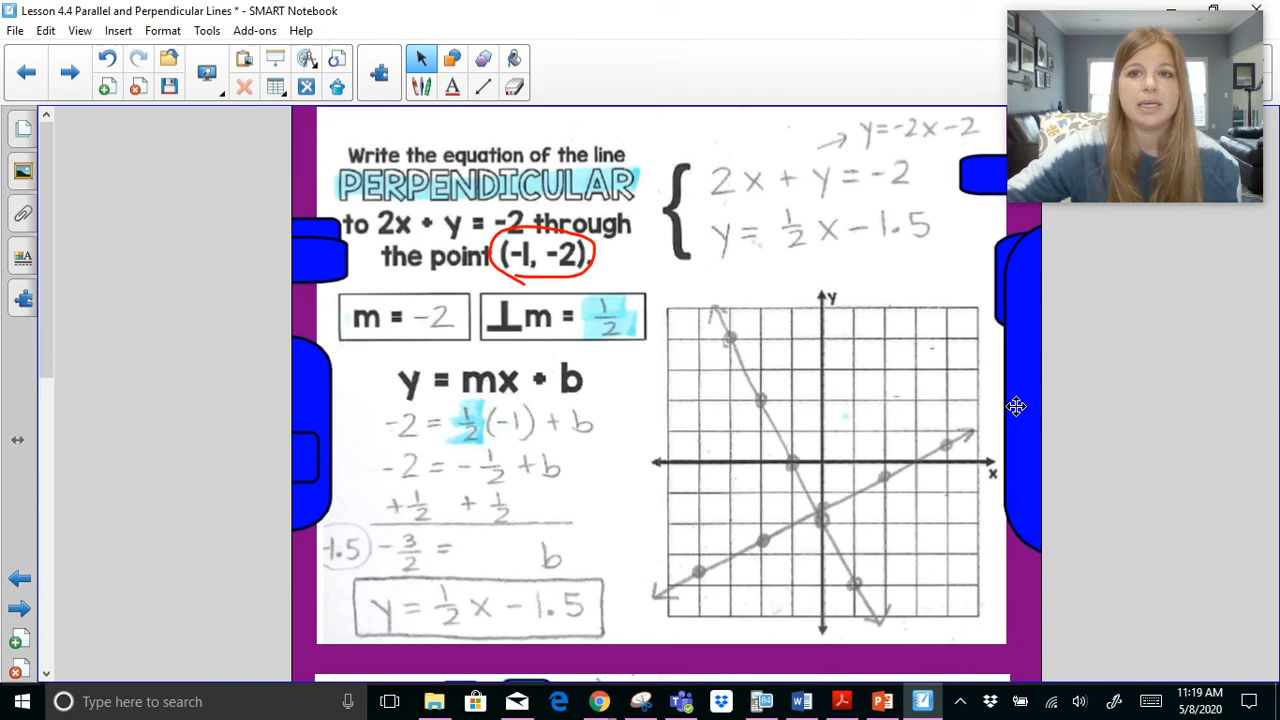 Lesson 4.4 Parallel and Perpendicular Lines * - SMART Notebook
File Edit View Insert Format Tools Add-ons Help
Write the equation of the line
PERPENDICULAR
to 2x + y = -2 through
the point (-1, -2).
→ y=-2x-2
2x + y = -2
y = 1/2 x - 1.5
m = -2
⊥m = 1/2
y = mx + b
-2 = 1/2 (-1) + b
-2 = -1/2 + b
+1/2 +1/2
-1.5 -3/2 = b
y = 1/2 x - 1.5
y
x
Type here to search
11:19 AM
5/8/2020